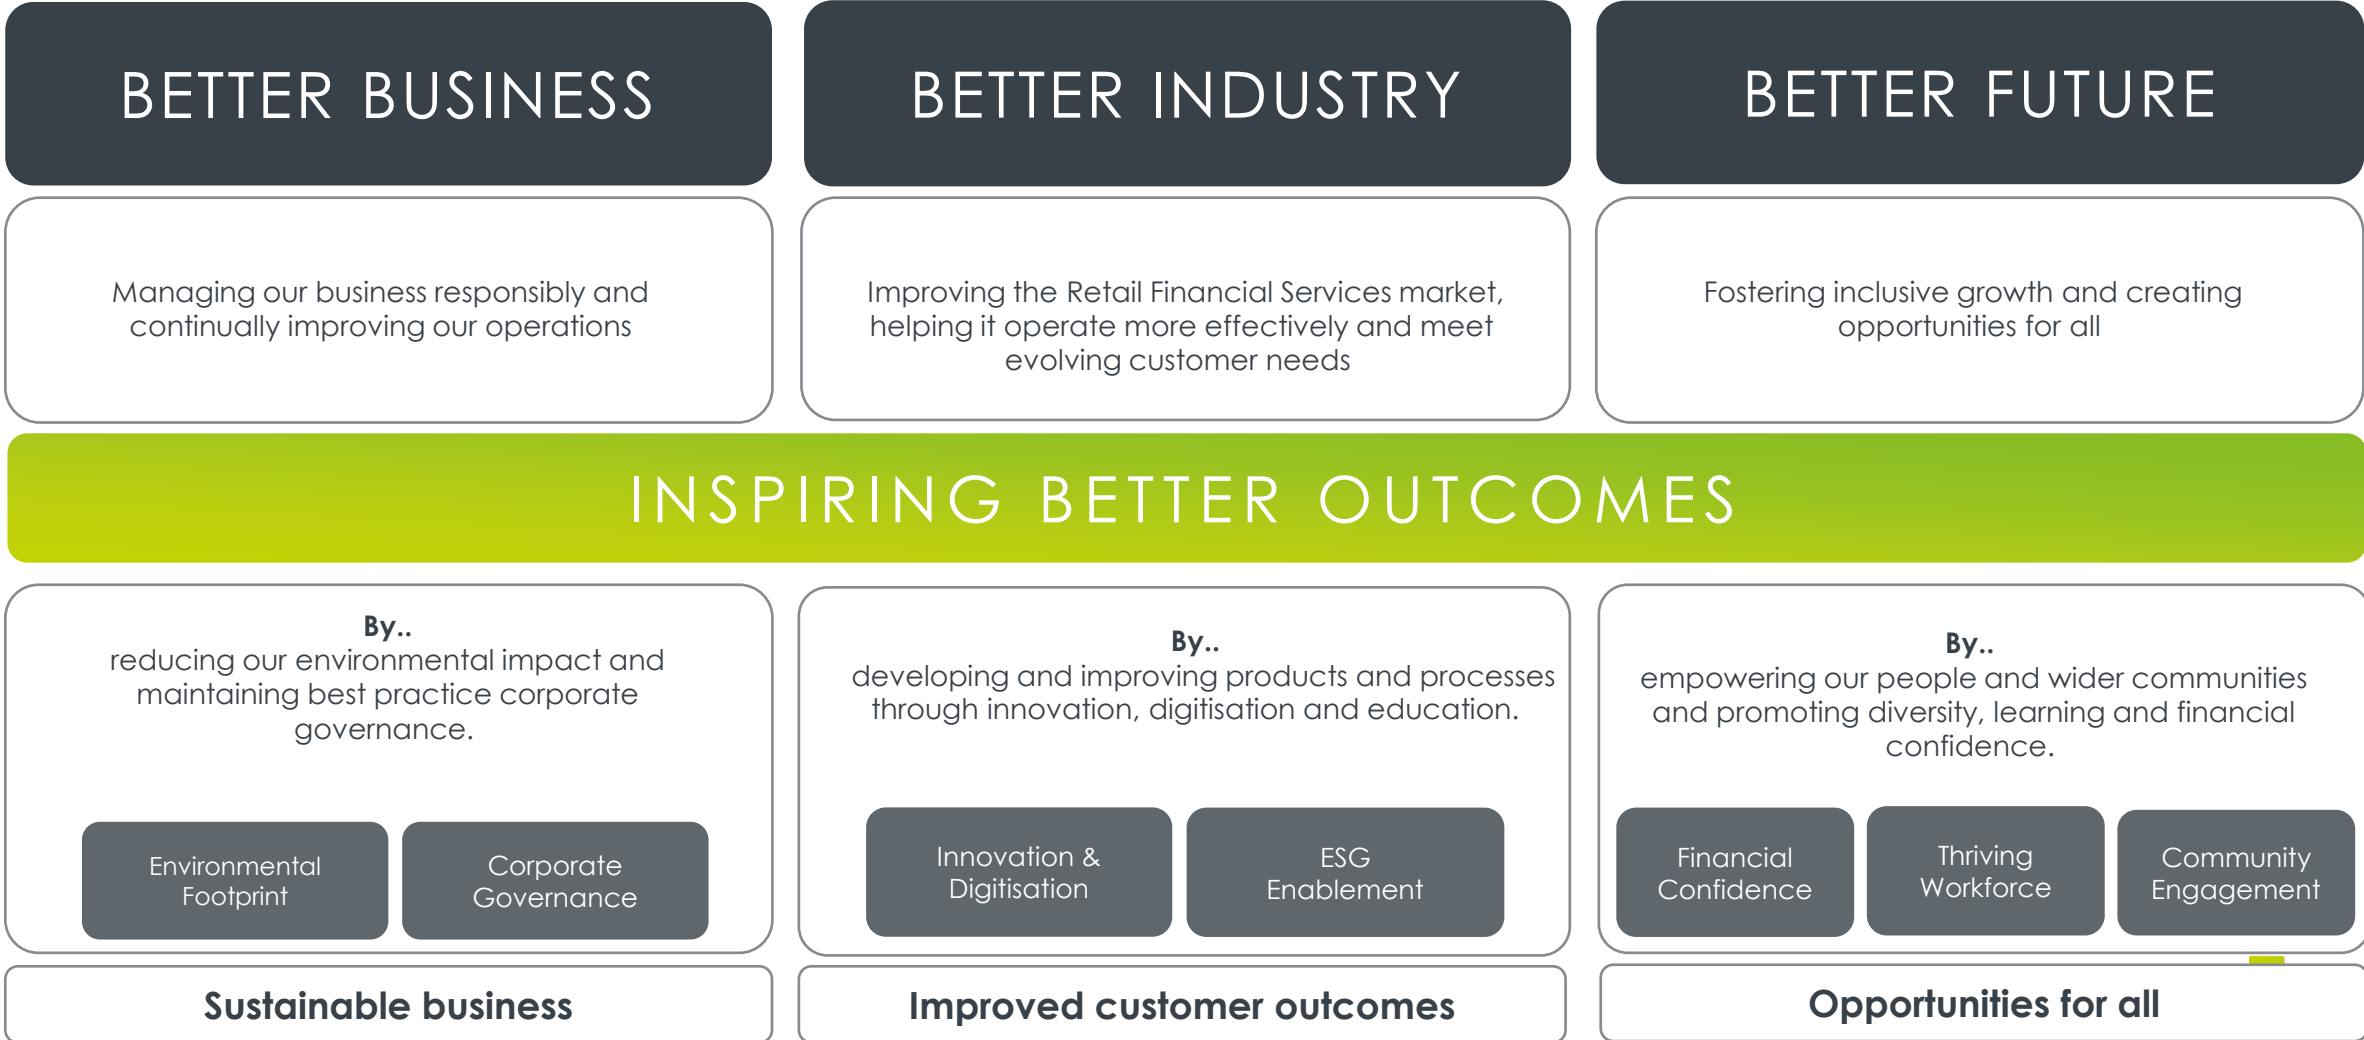 BETTER BUSINESS
BETTER INDUSTRY
BETTER FUTURE
Managing our business responsibly and
continually improving our operations
Improving the Retail Financial Services market,
helping it operate more effectively and meet
evolving customer needs
Fostering inclusive growth and creating
opportunities for all
INSPIRING BETTER OUTCOMES
By..
reducing our environmental impact and
maintaining best practice corporate
governance.
Environmental
Footprint
Corporate
Governance
By..
developing and improving products and processes
through innovation, digitisation and education.
Innovation &
Digitisation
ESG
Enablement
By..
empowering our people and wider communities
and promoting diversity, learning and financial
confidence.
Financial
Confidence
Thriving
Workforce
Community
Engagement
Sustainable business
Improved customer outcomes
Opportunities for all